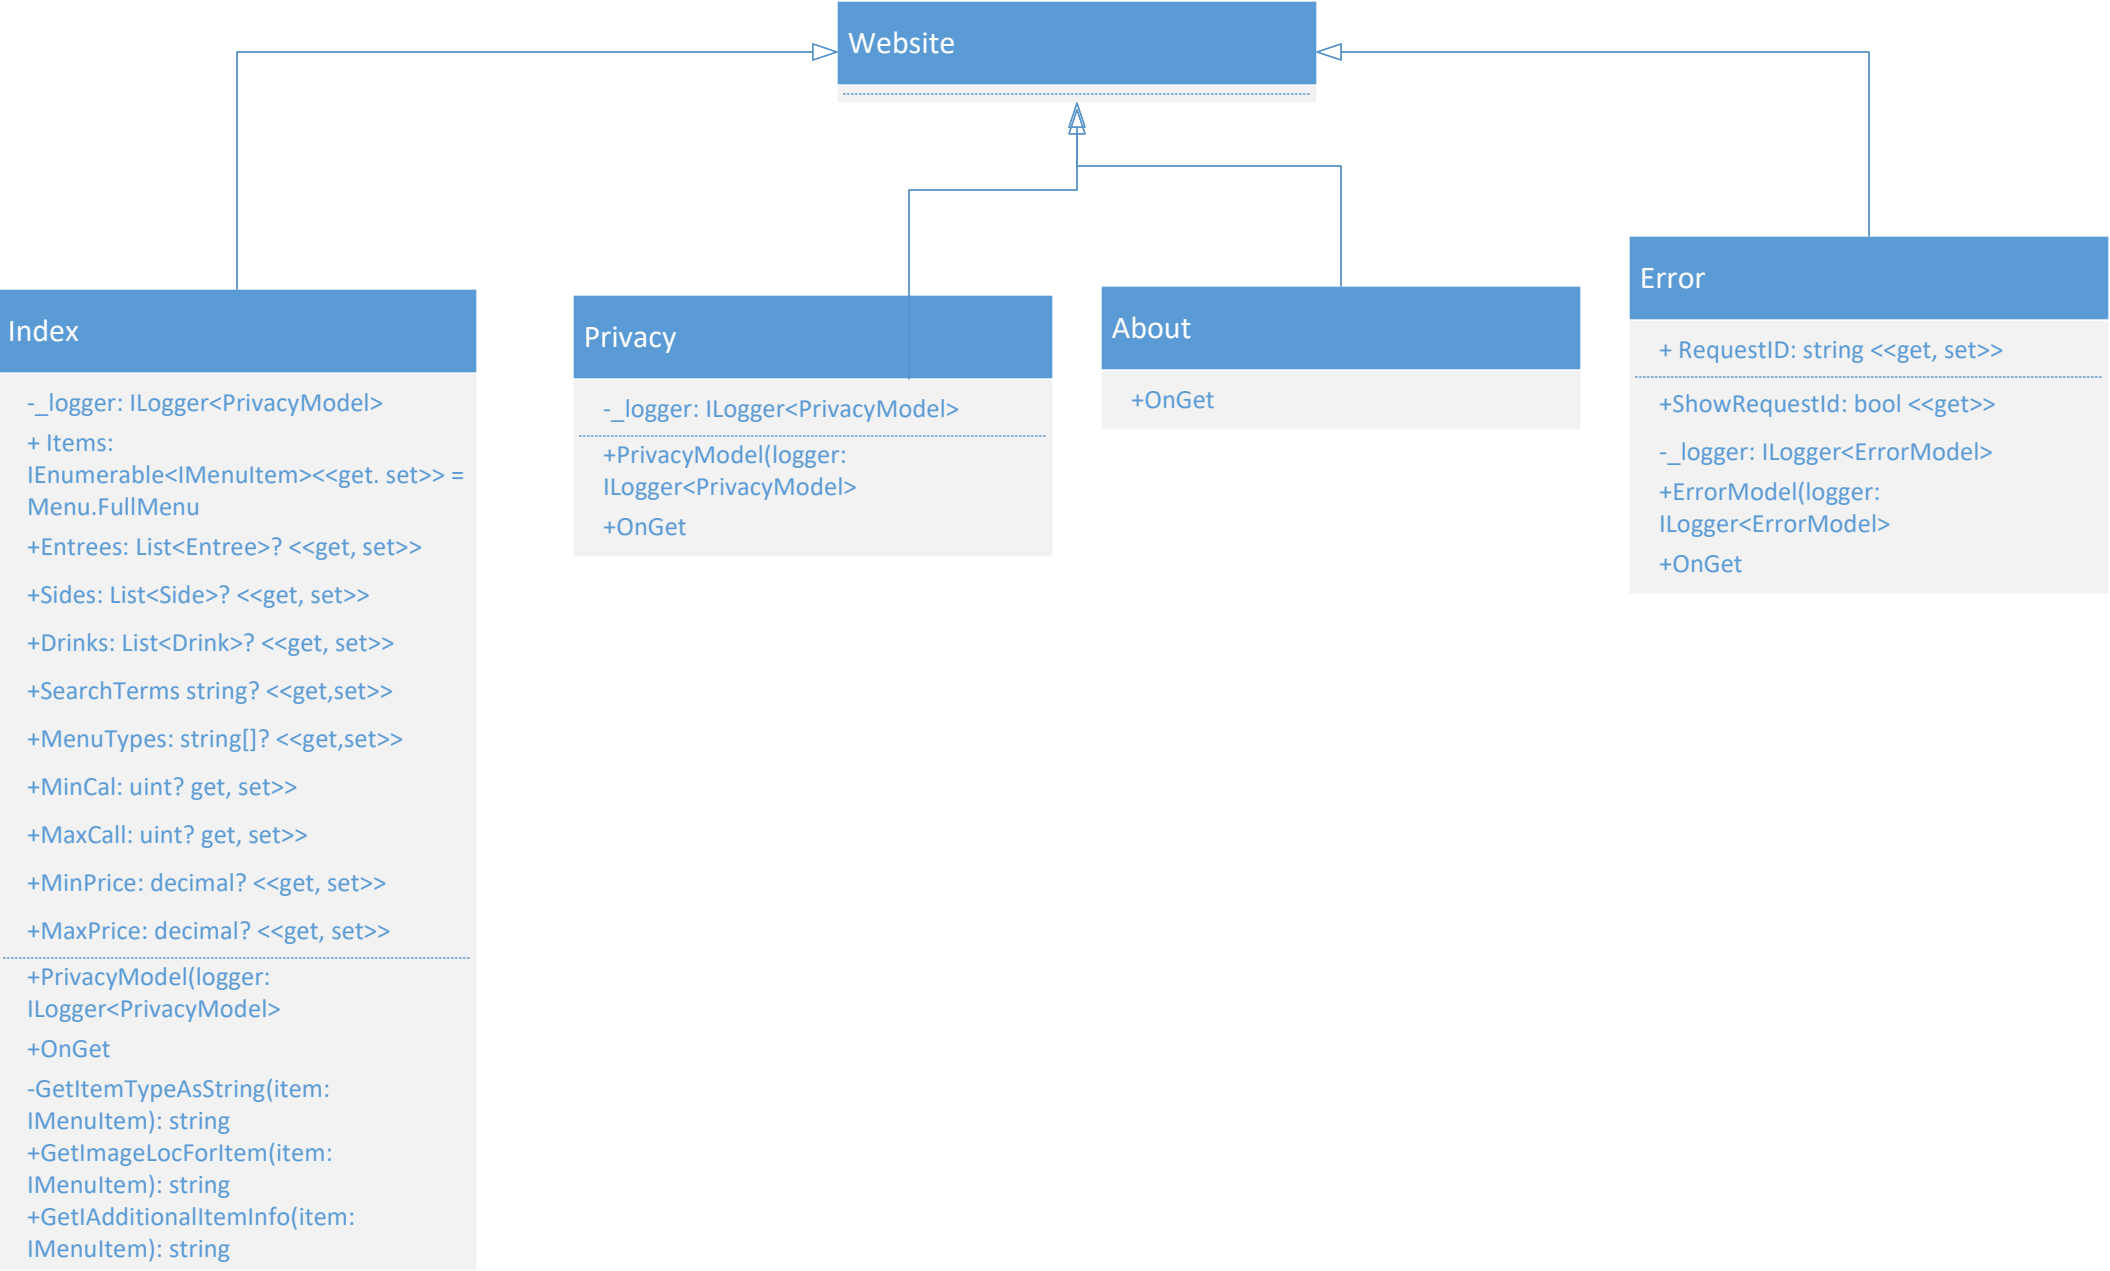 Website
Index
-_logger: ILogger<PrivacyModel>
+ Items:
IEnumerable<IMenuItem><<get. set>> =
Menu.FullMenu
+Entrees: List<Entree>? <<get, set>>
+Sides: List<Side>? <<get, set>>
+Drinks: List<Drink>? <<get, set>>
+SearchTerms string? <<get,set>>
+MenuTypes: string[]? <<get,set>>
+MinCal: uint? get, set>>
+MaxCall: uint? get, set>>
+MinPrice: decimal? <<get, set>>
+MaxPrice: decimal? <<get, set>>
+PrivacyModel(logger:
ILogger<PrivacyModel>
+OnGet
-GetItemTypeAsString(item:
IMenuItem): string
+GetImageLocForItem(item:
IMenuItem): string
+GetIAdditionalItemInfo(item:
IMenuItem): string
Privacy
-_logger: ILogger<PrivacyModel>
+PrivacyModel(logger:
ILogger<PrivacyModel>
+OnGet
About
+OnGet
Error
+ RequestID: string <<get, set>>
+ShowRequestId: bool <<get>>
-_logger: ILogger<ErrorModel>
+ErrorModel(logger:
ILogger<ErrorModel>
+OnGet